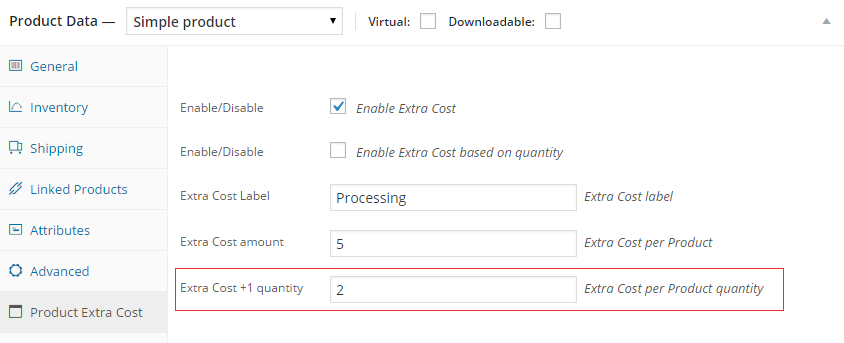 Product Data — Simple product Virtual: Downloadable:
General
Inventory
Shipping
Linked Products
Attributes
Advanced
Product Extra Cost
Enable/Disable Enable Extra Cost
Enable/Disable Enable Extra Cost based on quantity
Extra Cost Label Processing Extra Cost label
Extra Cost amount 5 Extra Cost per Product
Extra Cost +1 quantity 2 Extra Cost per Product quantity